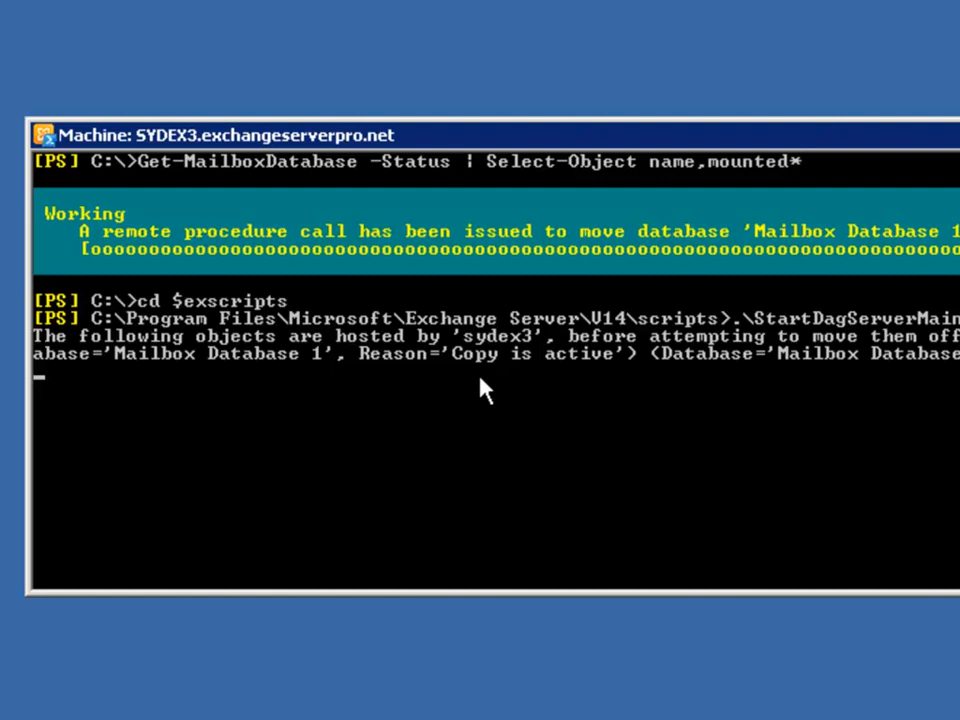 Machine: SYDEX3.exchangeserverpro.net
[PS] C:\>Get-MailboxDatabase -Status | Select-Object name,mounted*
Working
A remote procedure call has been issued to move database 'Mailbox Database 1
[oooooooooooooooooooooooooooooooooooooooooooooooooooooooooooooooooooooooooo
[PS] C:\>cd $exscripts
[PS] C:\Program Files\Microsoft\Exchange Server\V14\scripts>.\StartDagServerMain
The following objects are hosted by 'sydex3', before attempting to move them off
abase='Mailbox Database 1', Reason='Copy is active') (Database='Mailbox Database